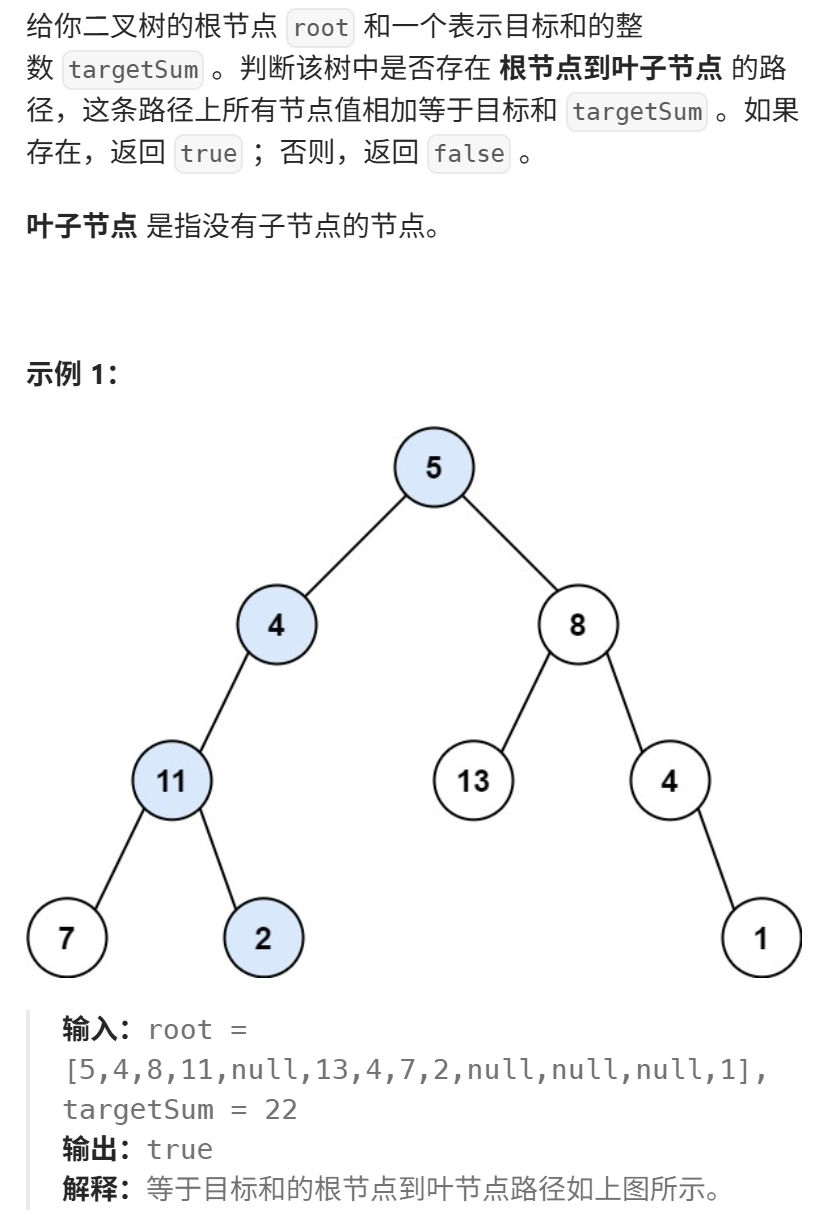 给你二叉树的根节点 root 和一个表示目标和的整
数 targetSum 。判断该树中是否存在 根节点到叶子节点 的路
径，这条路径上所有节点值相加等于目标和 targetSum 。如果
存在，返回 true ；否则，返回 false 。
叶子节点 是指没有子节点的节点。
示例 1：
5
4 8
11 13 4
7 2 1
输入：root =
[5,4,8,11,null,13,4,7,2,null,null,null,1],
targetSum = 22
输出：true
解释：等于目标和的根节点到叶节点路径如上图所示。